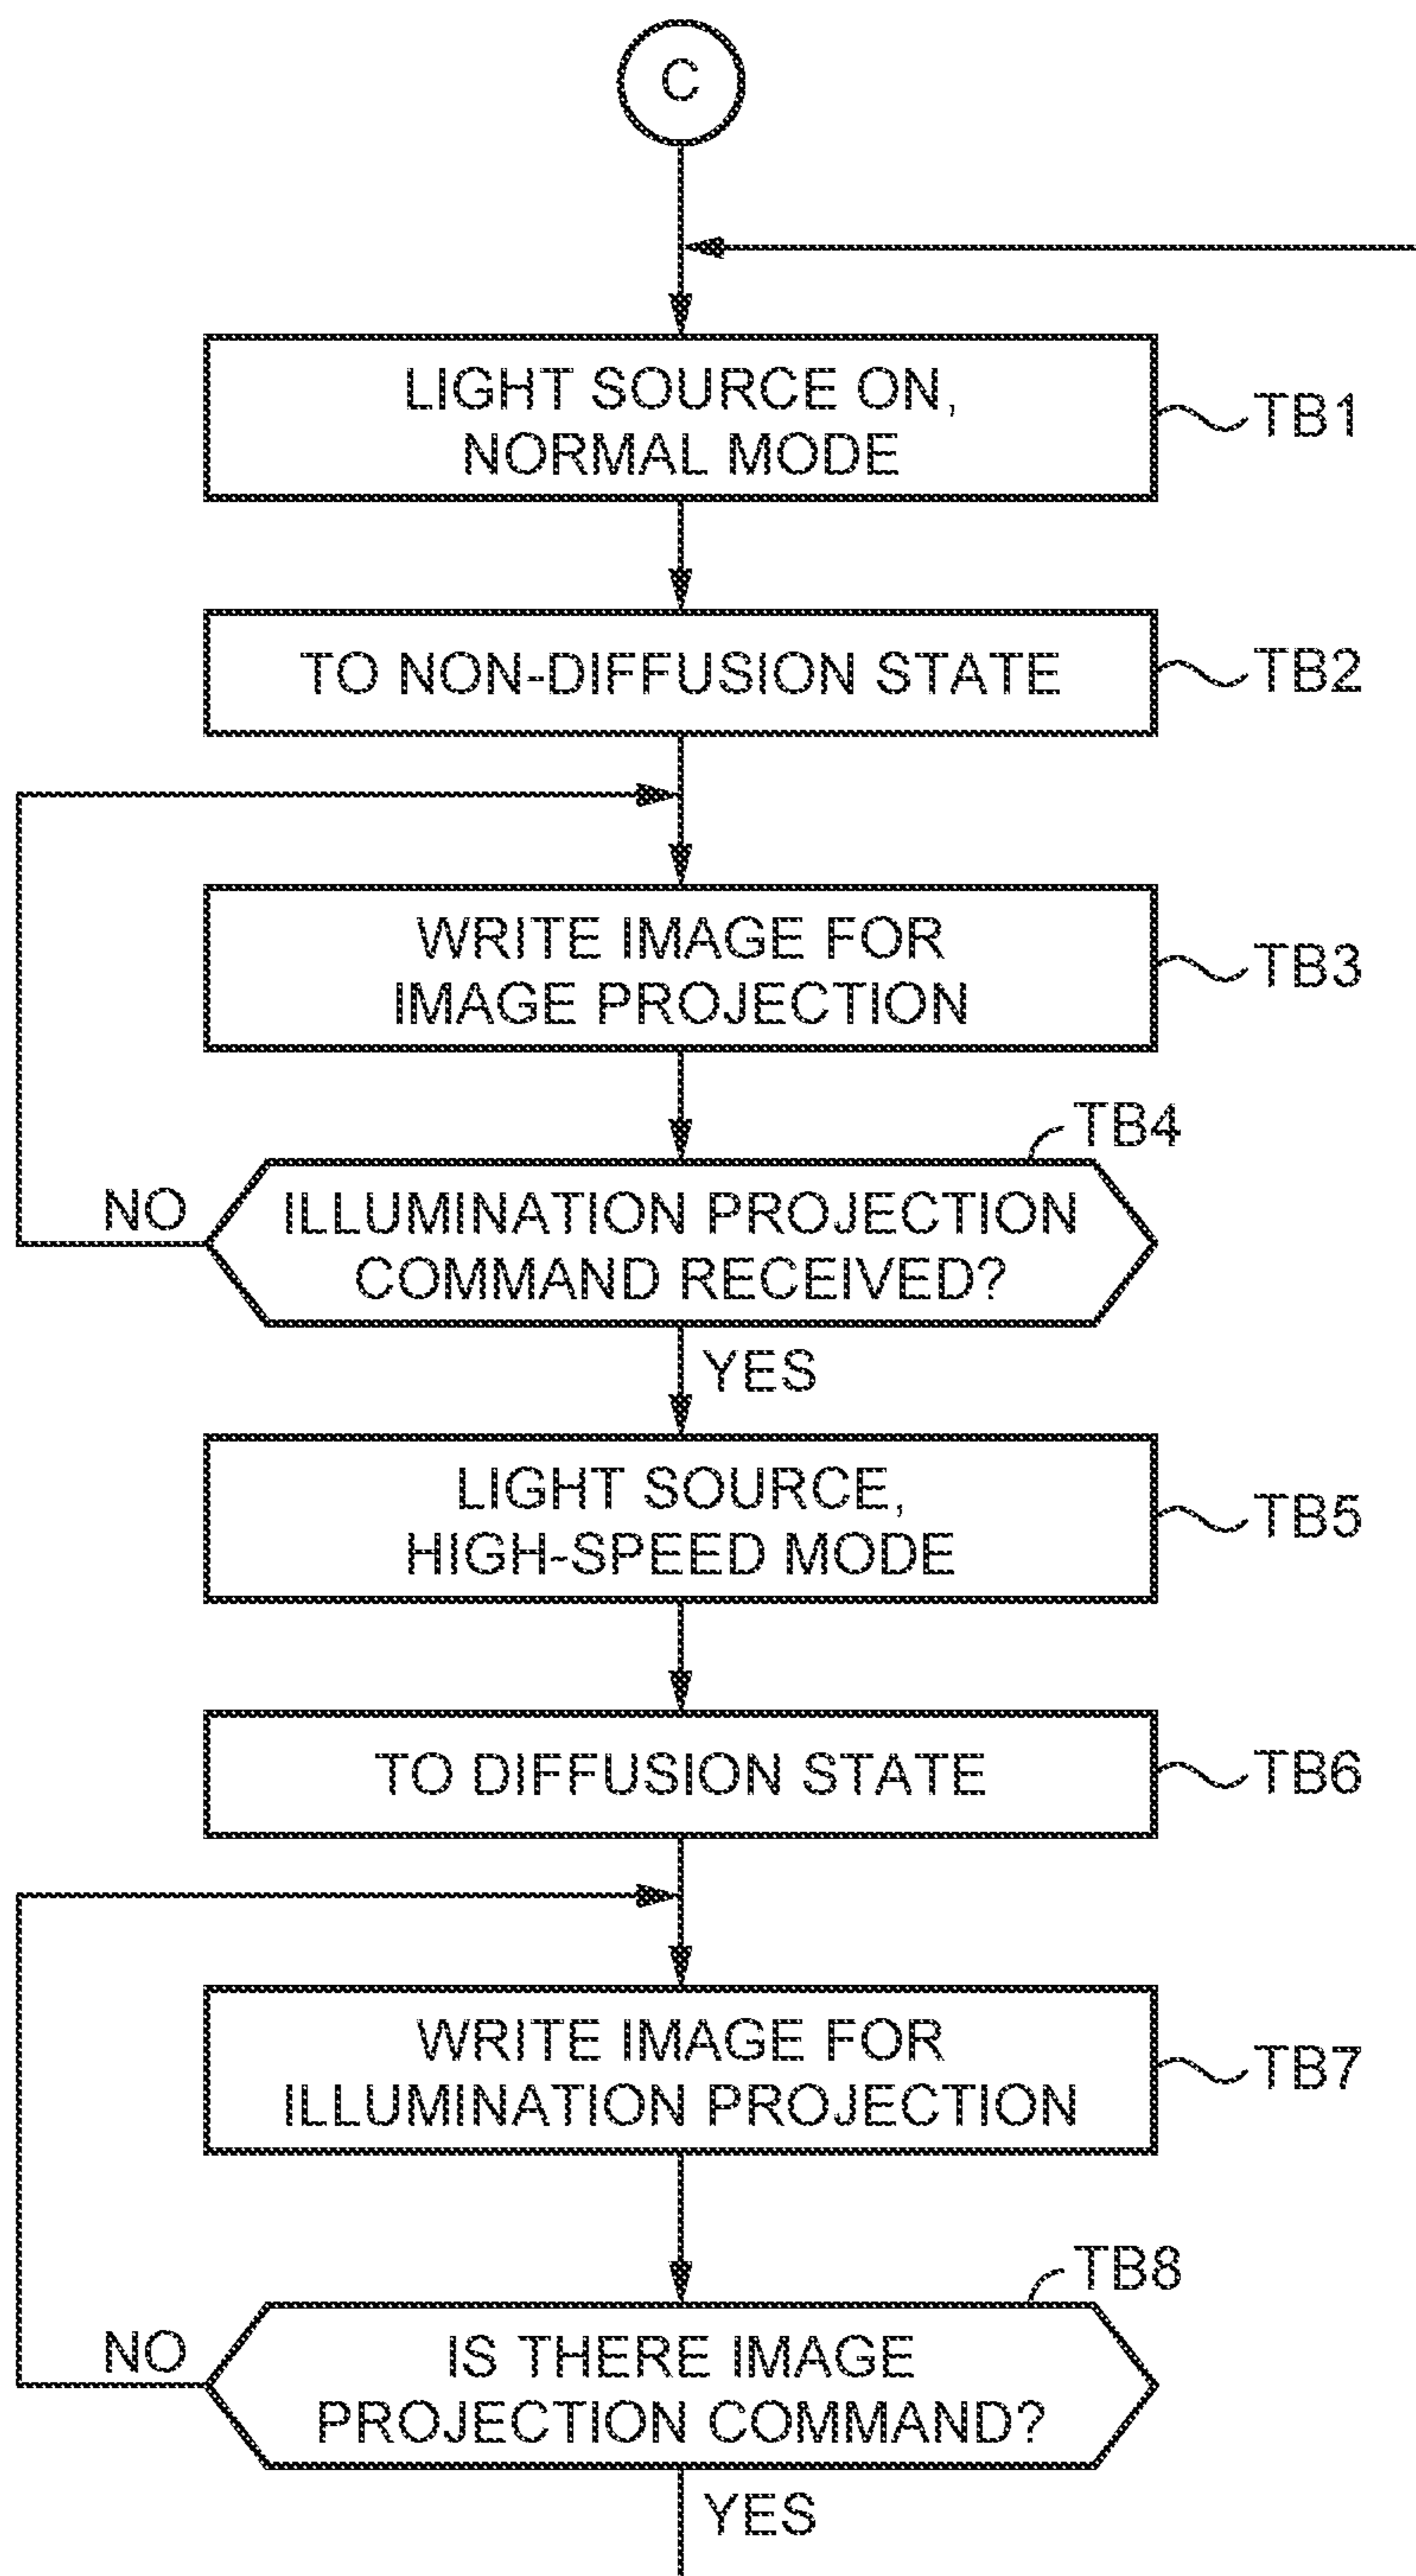 C
LIGHT SOURCE ON,
NORMAL MODE
TB1
TO NON-DIFFUSION STATE
TB2
WRITE IMAGE FOR
IMAGE PROJECTION
TB3
TB4
NO
ILLUMINATION PROJECTION
COMMAND RECEIVED?
YES
LIGHT SOURCE,
HIGH-SPEED MODE
TB5
TO DIFFUSION STATE
TB6
WRITE IMAGE FOR
ILLUMINATION PROJECTION
TB7
TB8
NO
IS THERE IMAGE
PROJECTION COMMAND?
YES